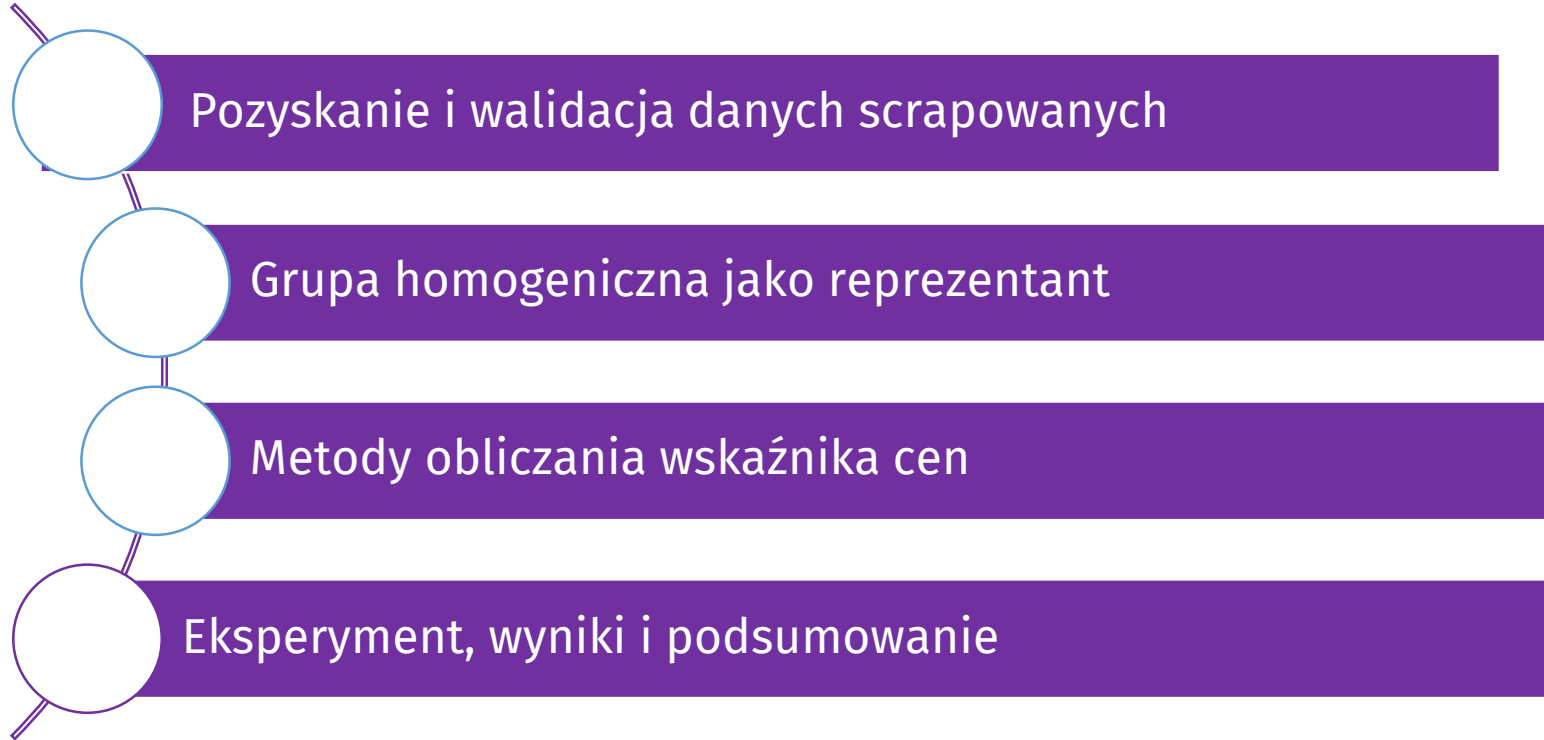 Pozyskanie i walidacja danych scrapowanych
Grupa homogeniczna jako reprezentant
Metody obliczania wskaźnika cen
Eksperyment, wyniki i podsumowanie